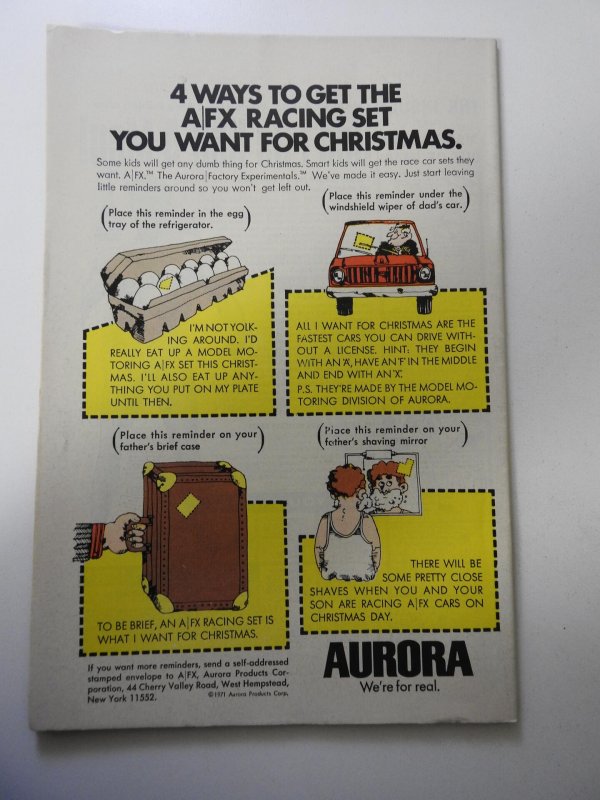 4 WAYS TO GET THE
A|FX RACING SET
YOU WANT FOR CHRISTMAS.
Some kids will get any dumb thing for Christmas. Smart kids will get the race car sets they
want. A|FX.™ The Aurora|Factory Experimentals.℠ We've made it easy. Just start leaving
little reminders around so you won't get left out.
(Place this reminder in the egg
tray of the refrigerator.)
(Place this reminder under the
windshield wiper of dad's car.)
I'M NOT YOLK-
ING AROUND. I'D
REALLY EAT UP A MODEL MO-
TORING A|FX SET THIS CHRIST-
MAS. I'LL ALSO EAT UP ANY-
THING YOU PUT ON MY PLATE
UNTIL THEN.
ALL I WANT FOR CHRISTMAS ARE THE
FASTEST CARS YOU CAN DRIVE WITH-
OUT A LICENSE. HINT: THEY BEGIN
WITH AN 'A', HAVE AN 'F' IN THE MIDDLE
AND END WITH AN 'X'.
P.S. THEY'RE MADE BY THE MODEL MO-
TORING DIVISION OF AURORA.
(Place this reminder on your
father's brief case)
(Place this reminder on your
father's shaving mirror)
TO BE BRIEF, AN A|FX RACING SET IS
WHAT I WANT FOR CHRISTMAS.
THERE WILL BE
SOME PRETTY CLOSE
SHAVES WHEN YOU AND YOUR
SON ARE RACING A|FX CARS ON
CHRISTMAS DAY.
If you want more reminders, send a self-addressed
stamped envelope to A|FX, Aurora Products Cor-
poration, 44 Cherry Valley Road, West Hempstead,
New York 11552.
©1971 Aurora Products Corp.
AURORA
We're for real.